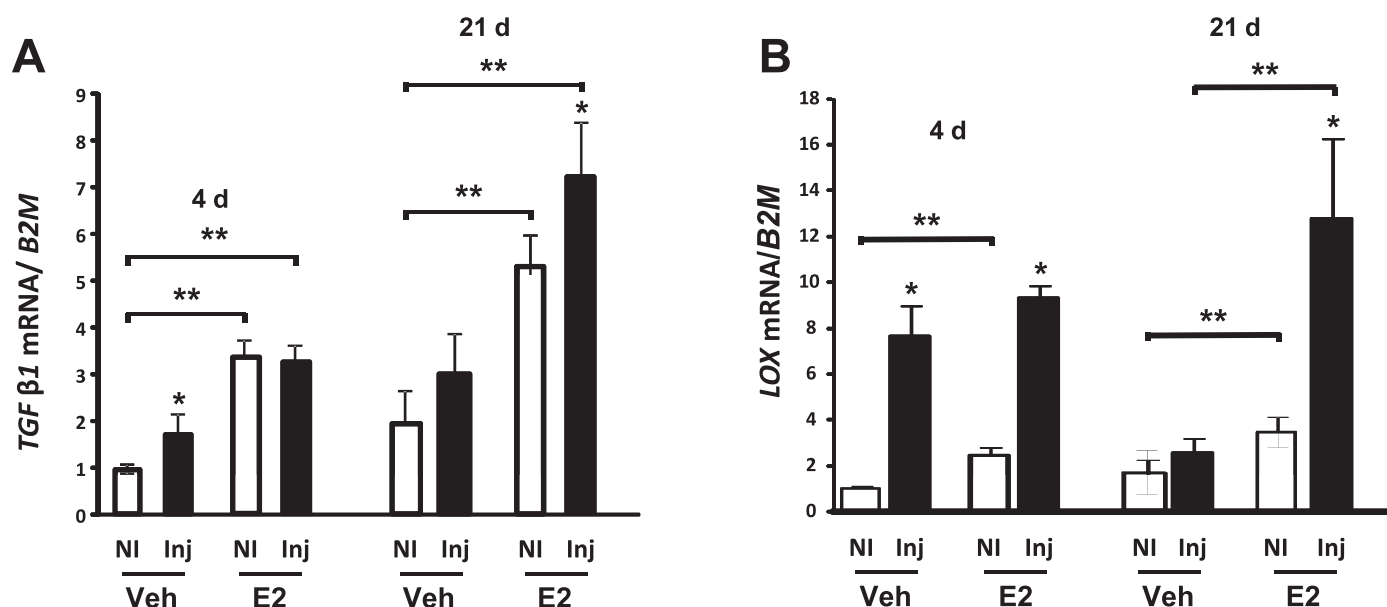 A
21 d
**
*
**
4 d
**
**
*
9
8
7
6
5
4
3
2
1
0
TGF β1 mRNA/ B2M
NI Inj NI Inj NI Inj NI Inj
Veh E2 Veh E2
B
21 d
**
*
4 d
**
*
*
**
18
16
14
12
10
8
6
4
2
0
LOX mRNA/B2M
NI Inj NI Inj NI Inj NI Inj
Veh E2 Veh E2